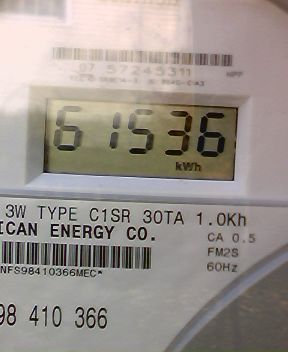 07 57245311
61536
kWh
3W TYPE C1SR 30TA 1.0Kh
ICAN ENERGY CO.
CA 0.5
FM2S
60Hz
NFS98410366MEC*
98 410 366